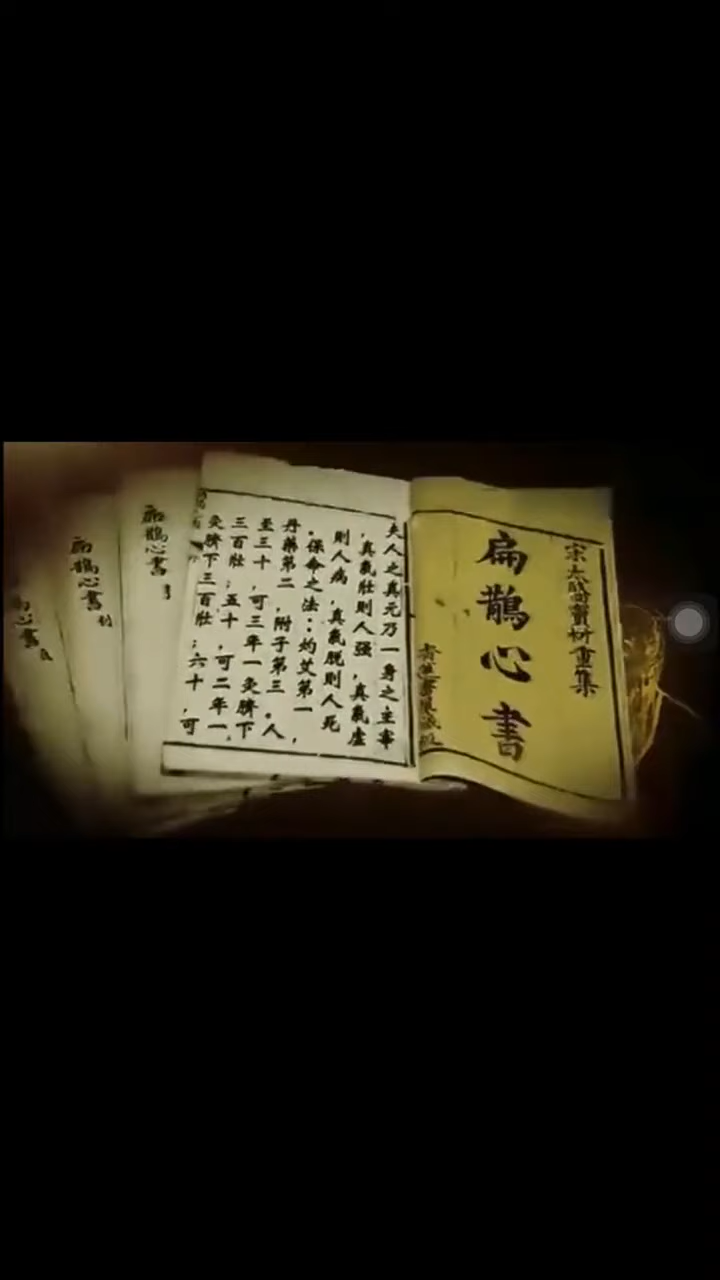 宋太醫竇材重集
扁鵲心書
夫人之真元乃一身之主宰
，真氣壯則人强，真氣虛
則人病，真氣脫則人死
。保命之法：灼艾第一，
丹藥第二，附子第三。人
至三十，可三年一灸臍下
三百壯；五十，可二年一
灸臍下三百壯；六十，可
扁鵲心書
扁鵲心書
心書